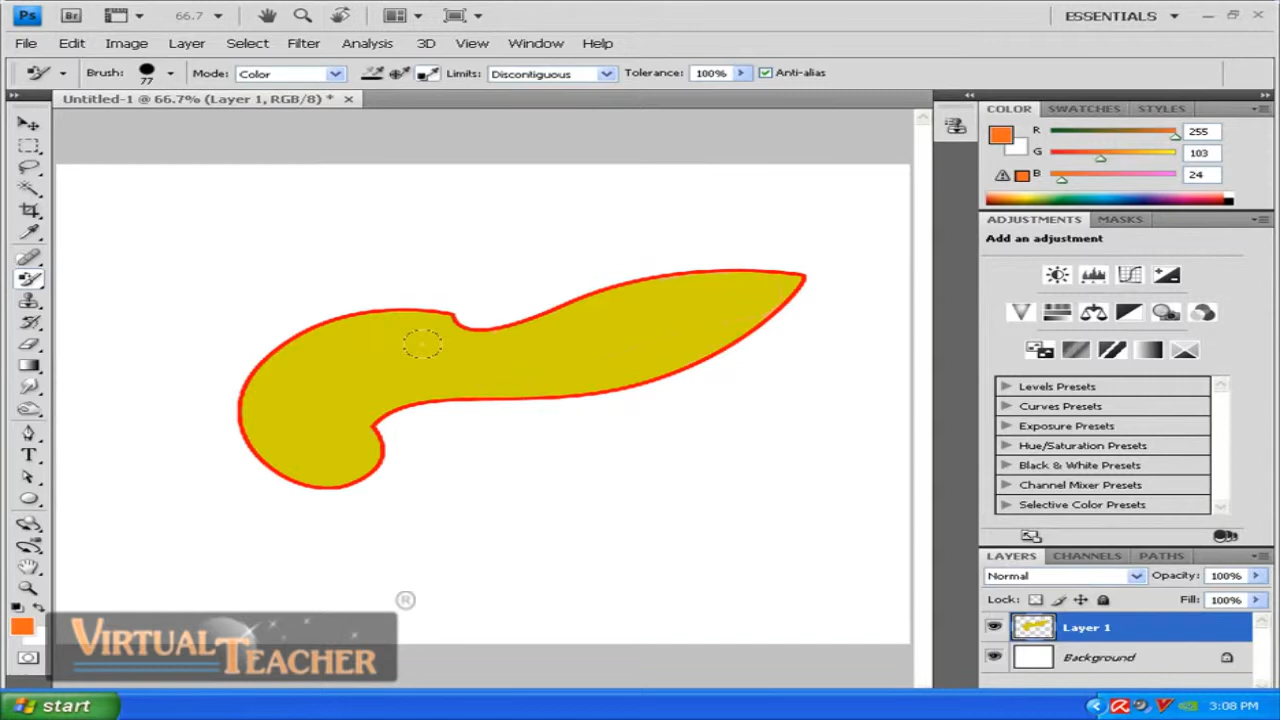 Ps Br 66.7 ESSENTIALS
File Edit Image Layer Select Filter Analysis 3D View Window Help
Brush: 77 Mode: Color Limits: Discontiguous Tolerance: 100% Anti-alias
Untitled-1 @ 66.7% (Layer 1, RGB/8) * ×
COLOR SWATCHES STYLES
R 255
G 103
B 24
ADJUSTMENTS MASKS
Add an adjustment
Levels Presets
Curves Presets
Exposure Presets
Hue/Saturation Presets
Black & White Presets
Channel Mixer Presets
Selective Color Presets
LAYERS CHANNELS PATHS
Normal Opacity: 100%
Lock: Fill: 100%
Layer 1
Background
®
VIRTUAL TEACHER
start 3:08 PM